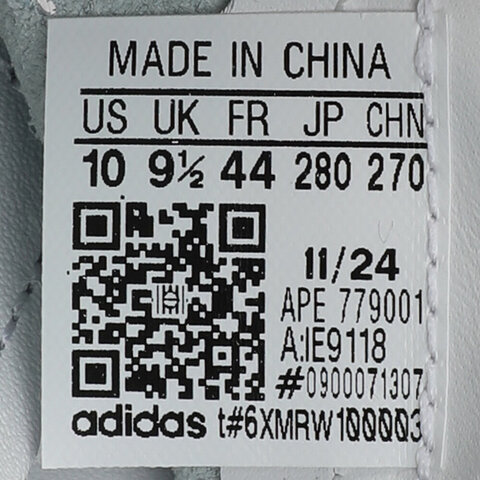 MADE IN CHINA
US UK FR JP CHN
10 9½ 44 280 270
11/24
APE 779001
A:IE9118
#0900071307
adidas t#6XMRW100003